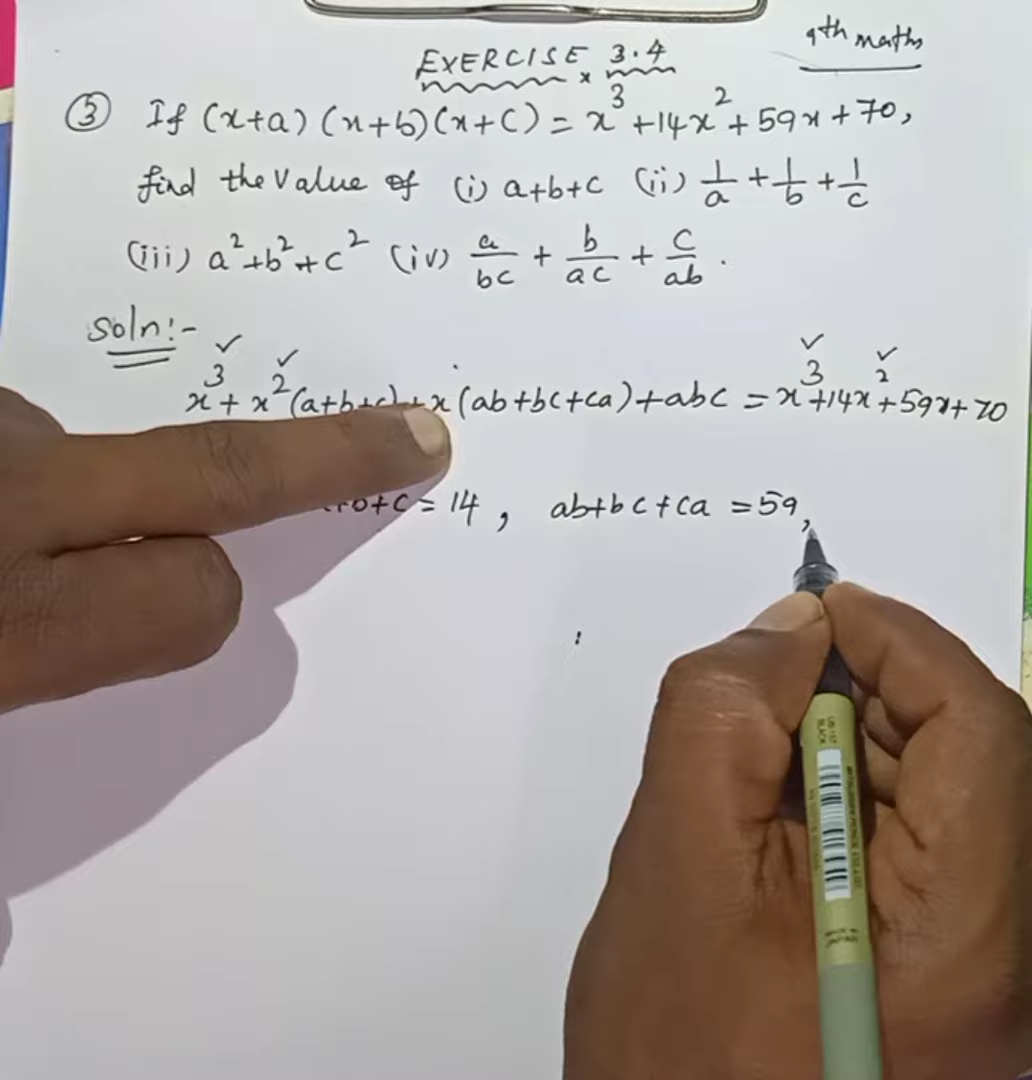 9th maths
EXERCISE 3.4
③ If (x+a)(x+b)(x+c) = x³+14x²+59x+70,
find the value of (i) a+b+c (ii) 1/a + 1/b + 1/c
(iii) a²+b²+c² (iv) a/bc + b/ac + c/ab .
Soln:-
x³ + x²(a+b+c)+x(ab+bc+ca)+abc = x³+14x²+59x+70
+b+c = 14, ab+bc+ca = 59,